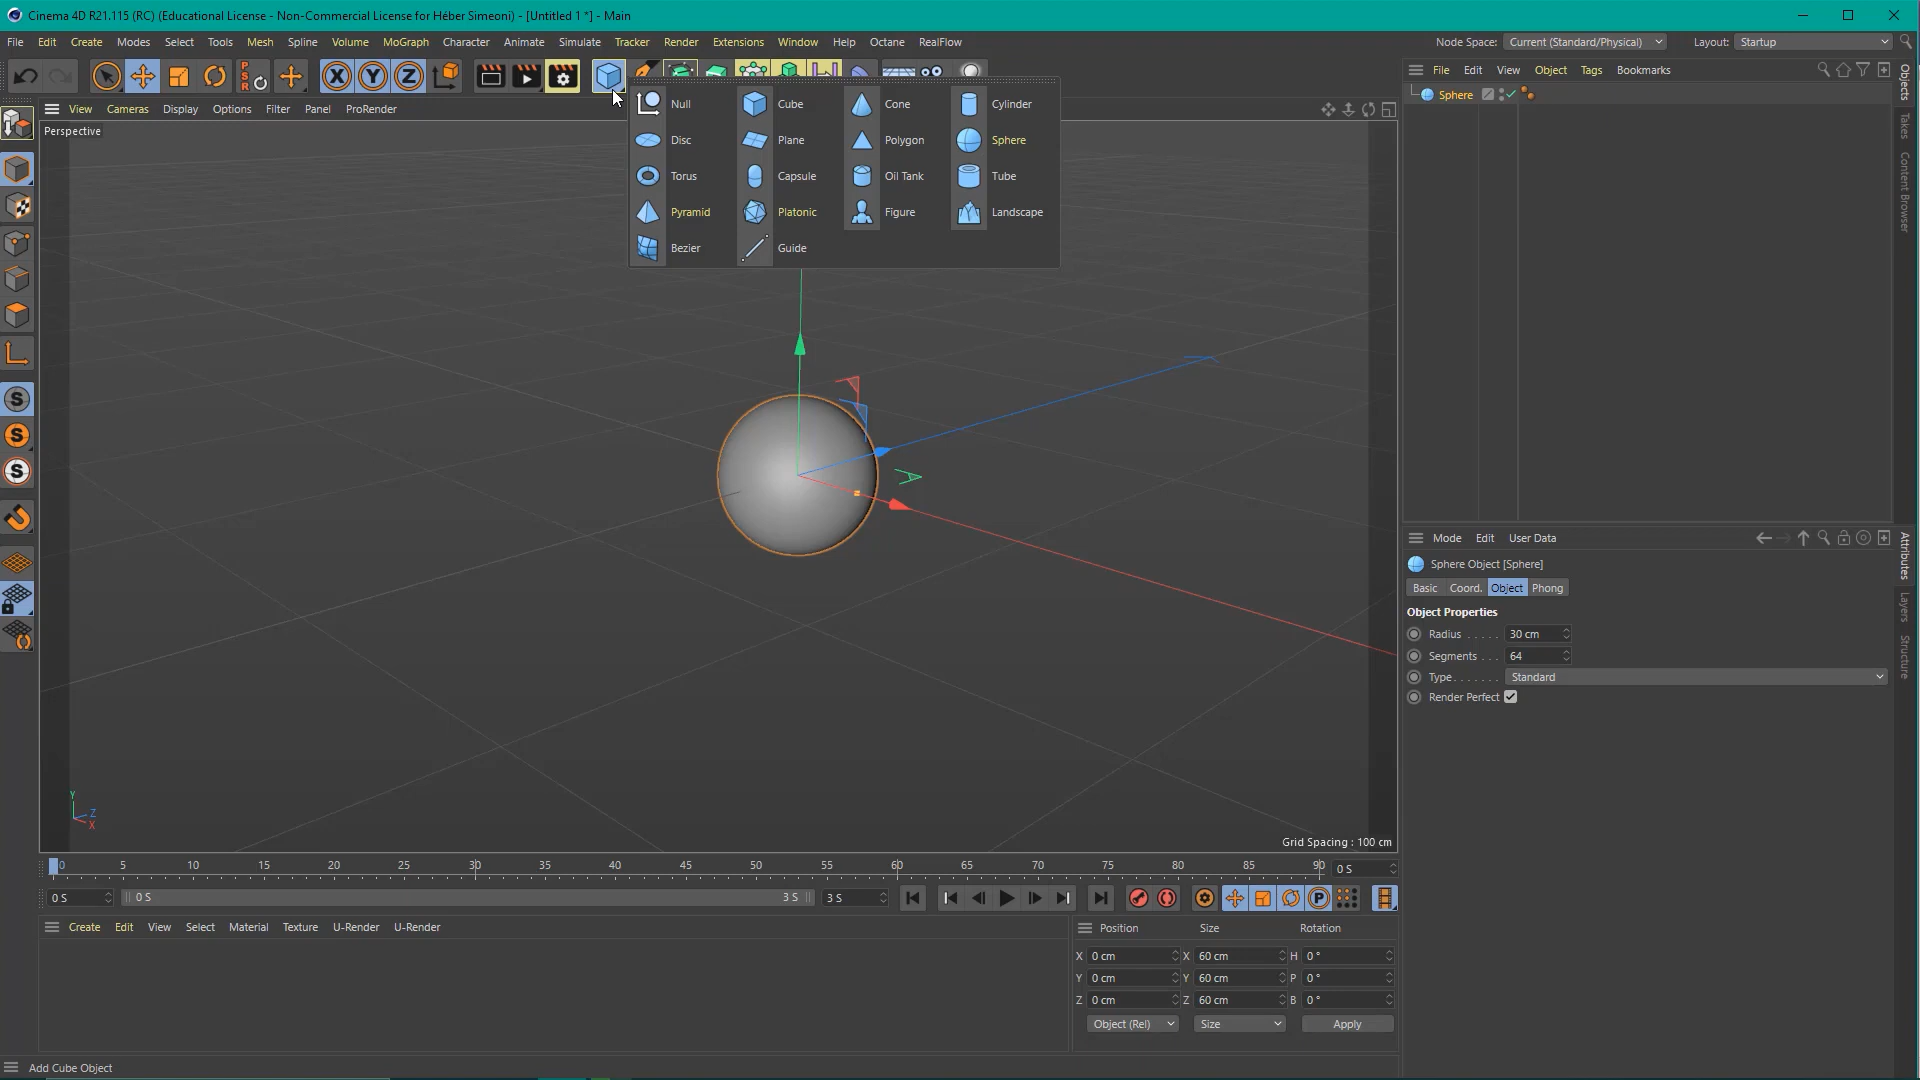 Cinema 4D R21.115 (RC) (Educational License - Non-Commercial License for Héber Simeoni) - [Untitled 1 *] - Main
File Edit Create Modes Select Tools Mesh Spline Volume MoGraph Character Animate Simulate Tracker Render Extensions Window Help Octane RealFlow
Node Space: Current (Standard/Physical) Layout: Startup
PSR X Y Z
File Edit View Object Tags Bookmarks
Sphere
View Cameras Display Options Filter Panel ProRender
Perspective
Null Cube Cone Cylinder
Disc Plane Polygon Sphere
Torus Capsule Oil Tank Tube
Pyramid Platonic Figure Landscape
Bezier Guide
Objects
Takes
Content Browser
S
S
S
Mode Edit User Data
Sphere Object [Sphere]
Basic Coord. Object Phong
Object Properties
Radius . . . . . 30 cm
Segments . . . 64
Type . . . . . . . Standard
Render Perfect
Attributes
Layers
Structure
Y
Z
X
Grid Spacing : 100 cm
0 5 10 15 20 25 30 35 40 45 50 55 60 65 70 75 80 85 90 0 S
0 S 0 S 3 S 3 S P
Create Edit View Select Material Texture U-Render U-Render
Position Size Rotation
X 0 cm X 60 cm H 0 °
Y 0 cm Y 60 cm P 0 °
Z 0 cm Z 60 cm B 0 °
Object (Rel) Size Apply
Add Cube Object